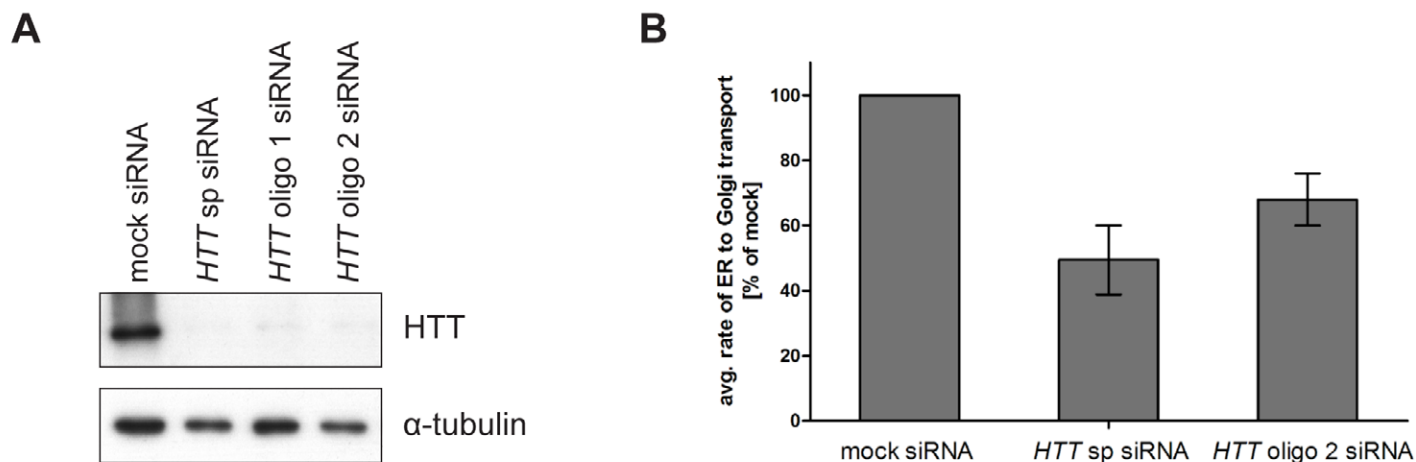 A
mock siRNA
HTT sp siRNA
HTT oligo 1 siRNA
HTT oligo 2 siRNA
HTT
α-tubulin
B
avg. rate of ER to Golgi transport
[% of mock]
100
80
60
40
20
0
mock siRNA
HTT sp siRNA
HTT oligo 2 siRNA